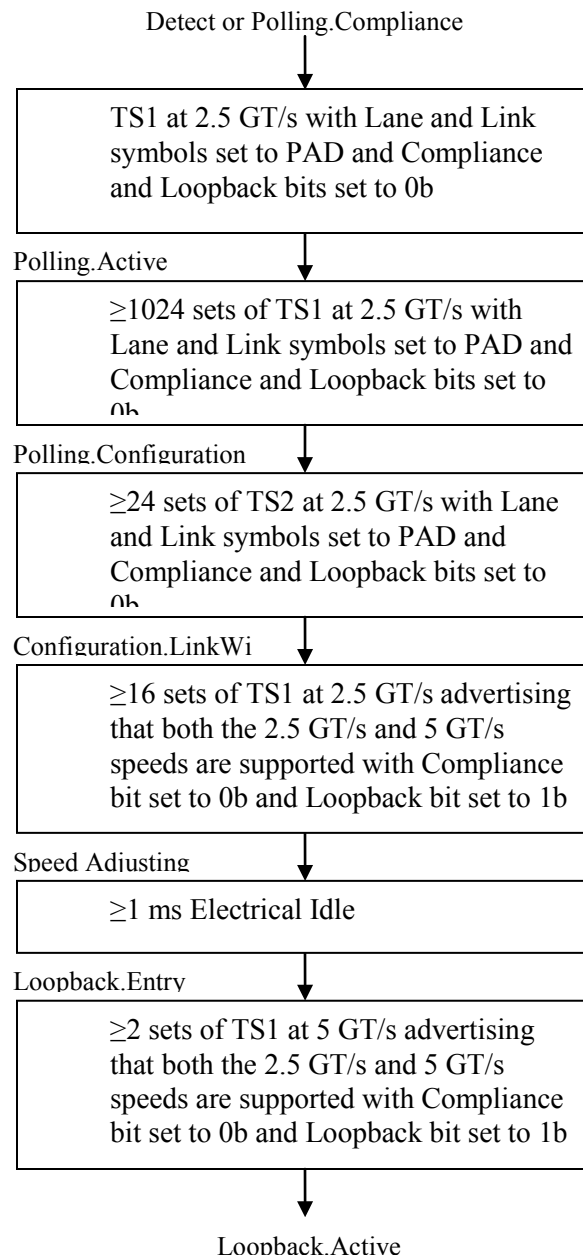 Detect or Polling.Compliance
TS1 at 2.5 GT/s with Lane and Link
symbols set to PAD and Compliance
and Loopback bits set to 0b
Polling.Active
≥1024 sets of TS1 at 2.5 GT/s with
Lane and Link symbols set to PAD and
Compliance and Loopback bits set to
0b
Polling.Configuration
≥24 sets of TS2 at 2.5 GT/s with Lane
and Link symbols set to PAD and
Compliance and Loopback bits set to
0b
Configuration.LinkWi
≥16 sets of TS1 at 2.5 GT/s advertising
that both the 2.5 GT/s and 5 GT/s
speeds are supported with Compliance
bit set to 0b and Loopback bit set to 1b
Speed Adjusting
≥1 ms Electrical Idle
Loopback.Entry
≥2 sets of TS1 at 5 GT/s advertising
that both the 2.5 GT/s and 5 GT/s
speeds are supported with Compliance
bit set to 0b and Loopback bit set to 1b
Loopback.Active